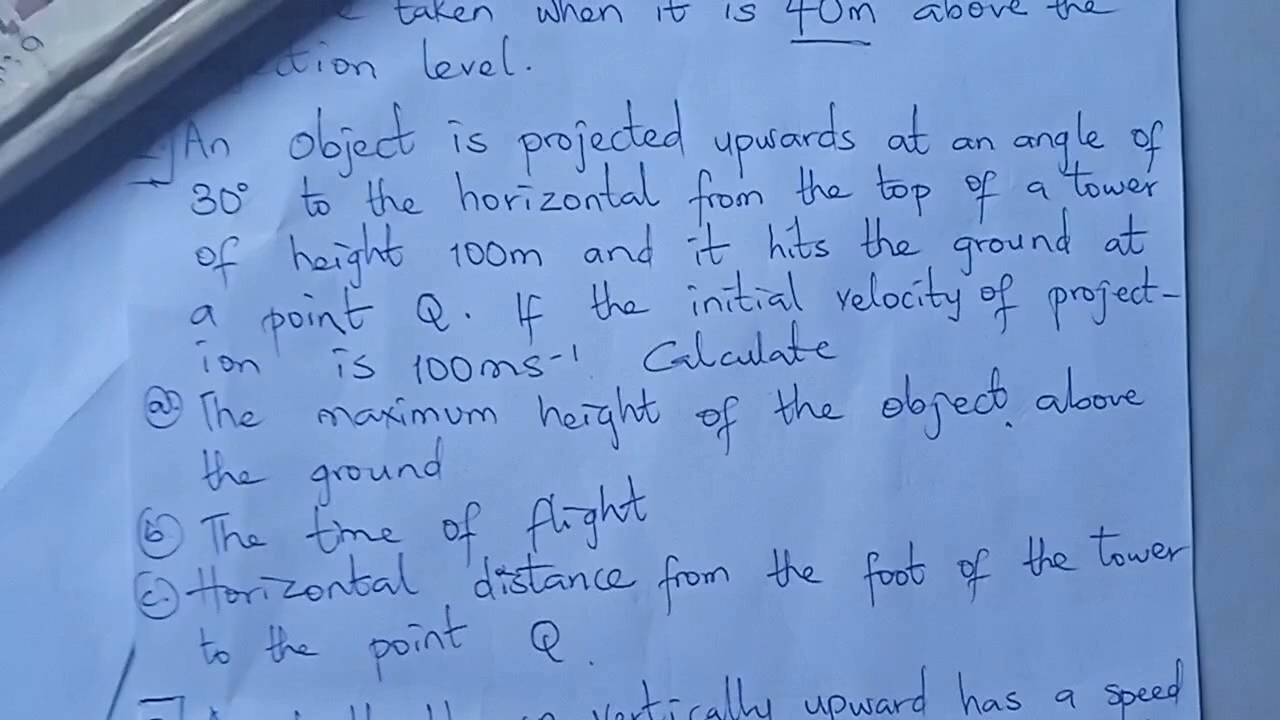 taken when it is 40m above the
level.
An object is projected upwards at an angle of
30° to the horizontal from the top of a tower
of height 100m and it hits the ground at
a point Q. If the initial velocity of project-
ion is 100ms-1. Calculate
a. The maximum height of the object above
the ground
b. The time of flight
c. Horizontal distance from the foot of the tower
to the point Q.
vertically upward has a speed